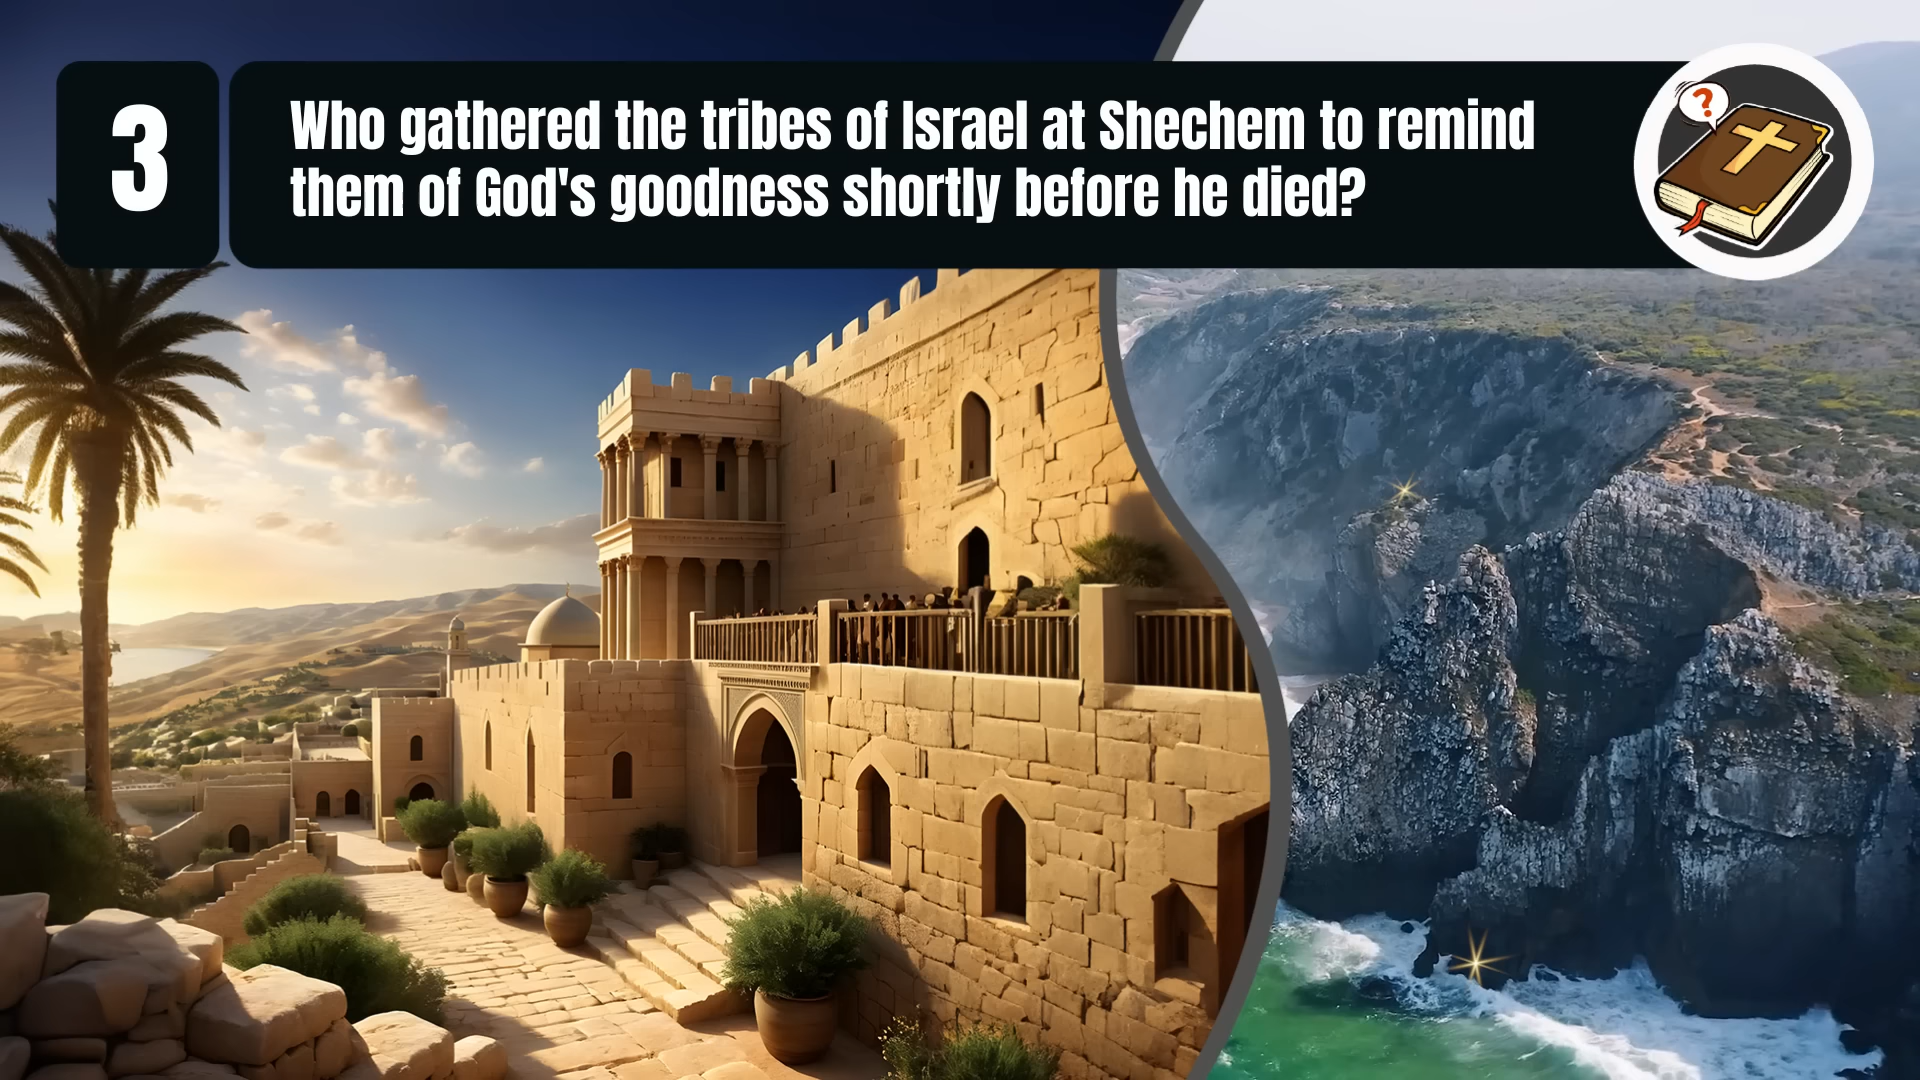 3
Who gathered the tribes of Israel at Shechem to remind
them of God's goodness shortly before he died?
?